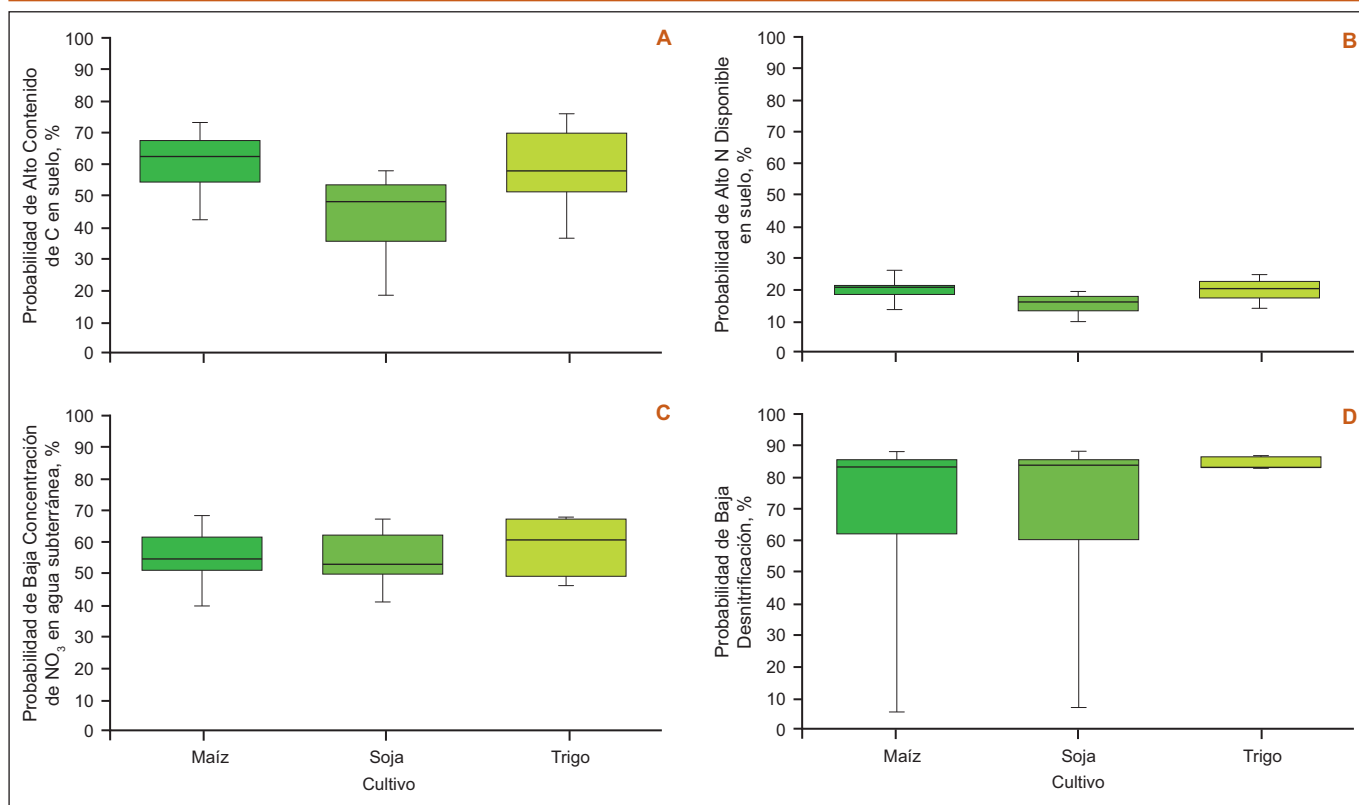 A
Probabilidad de Alto Contenido
de C en suelo, %
100
90
80
70
60
50
40
30
20
10
0
B
Probabilidad de Alto N Disponible
en suelo, %
100
90
80
70
60
50
40
30
20
10
0
C
Probabilidad de Baja Concentración
de NO3 en agua subterránea, %
100
90
80
70
60
50
40
30
20
10
0
Maíz Soja Trigo
Cultivo
D
Probabilidad de Baja
Desnitrificación, %
100
90
80
70
60
50
40
30
20
10
0
Maíz Soja Trigo
Cultivo